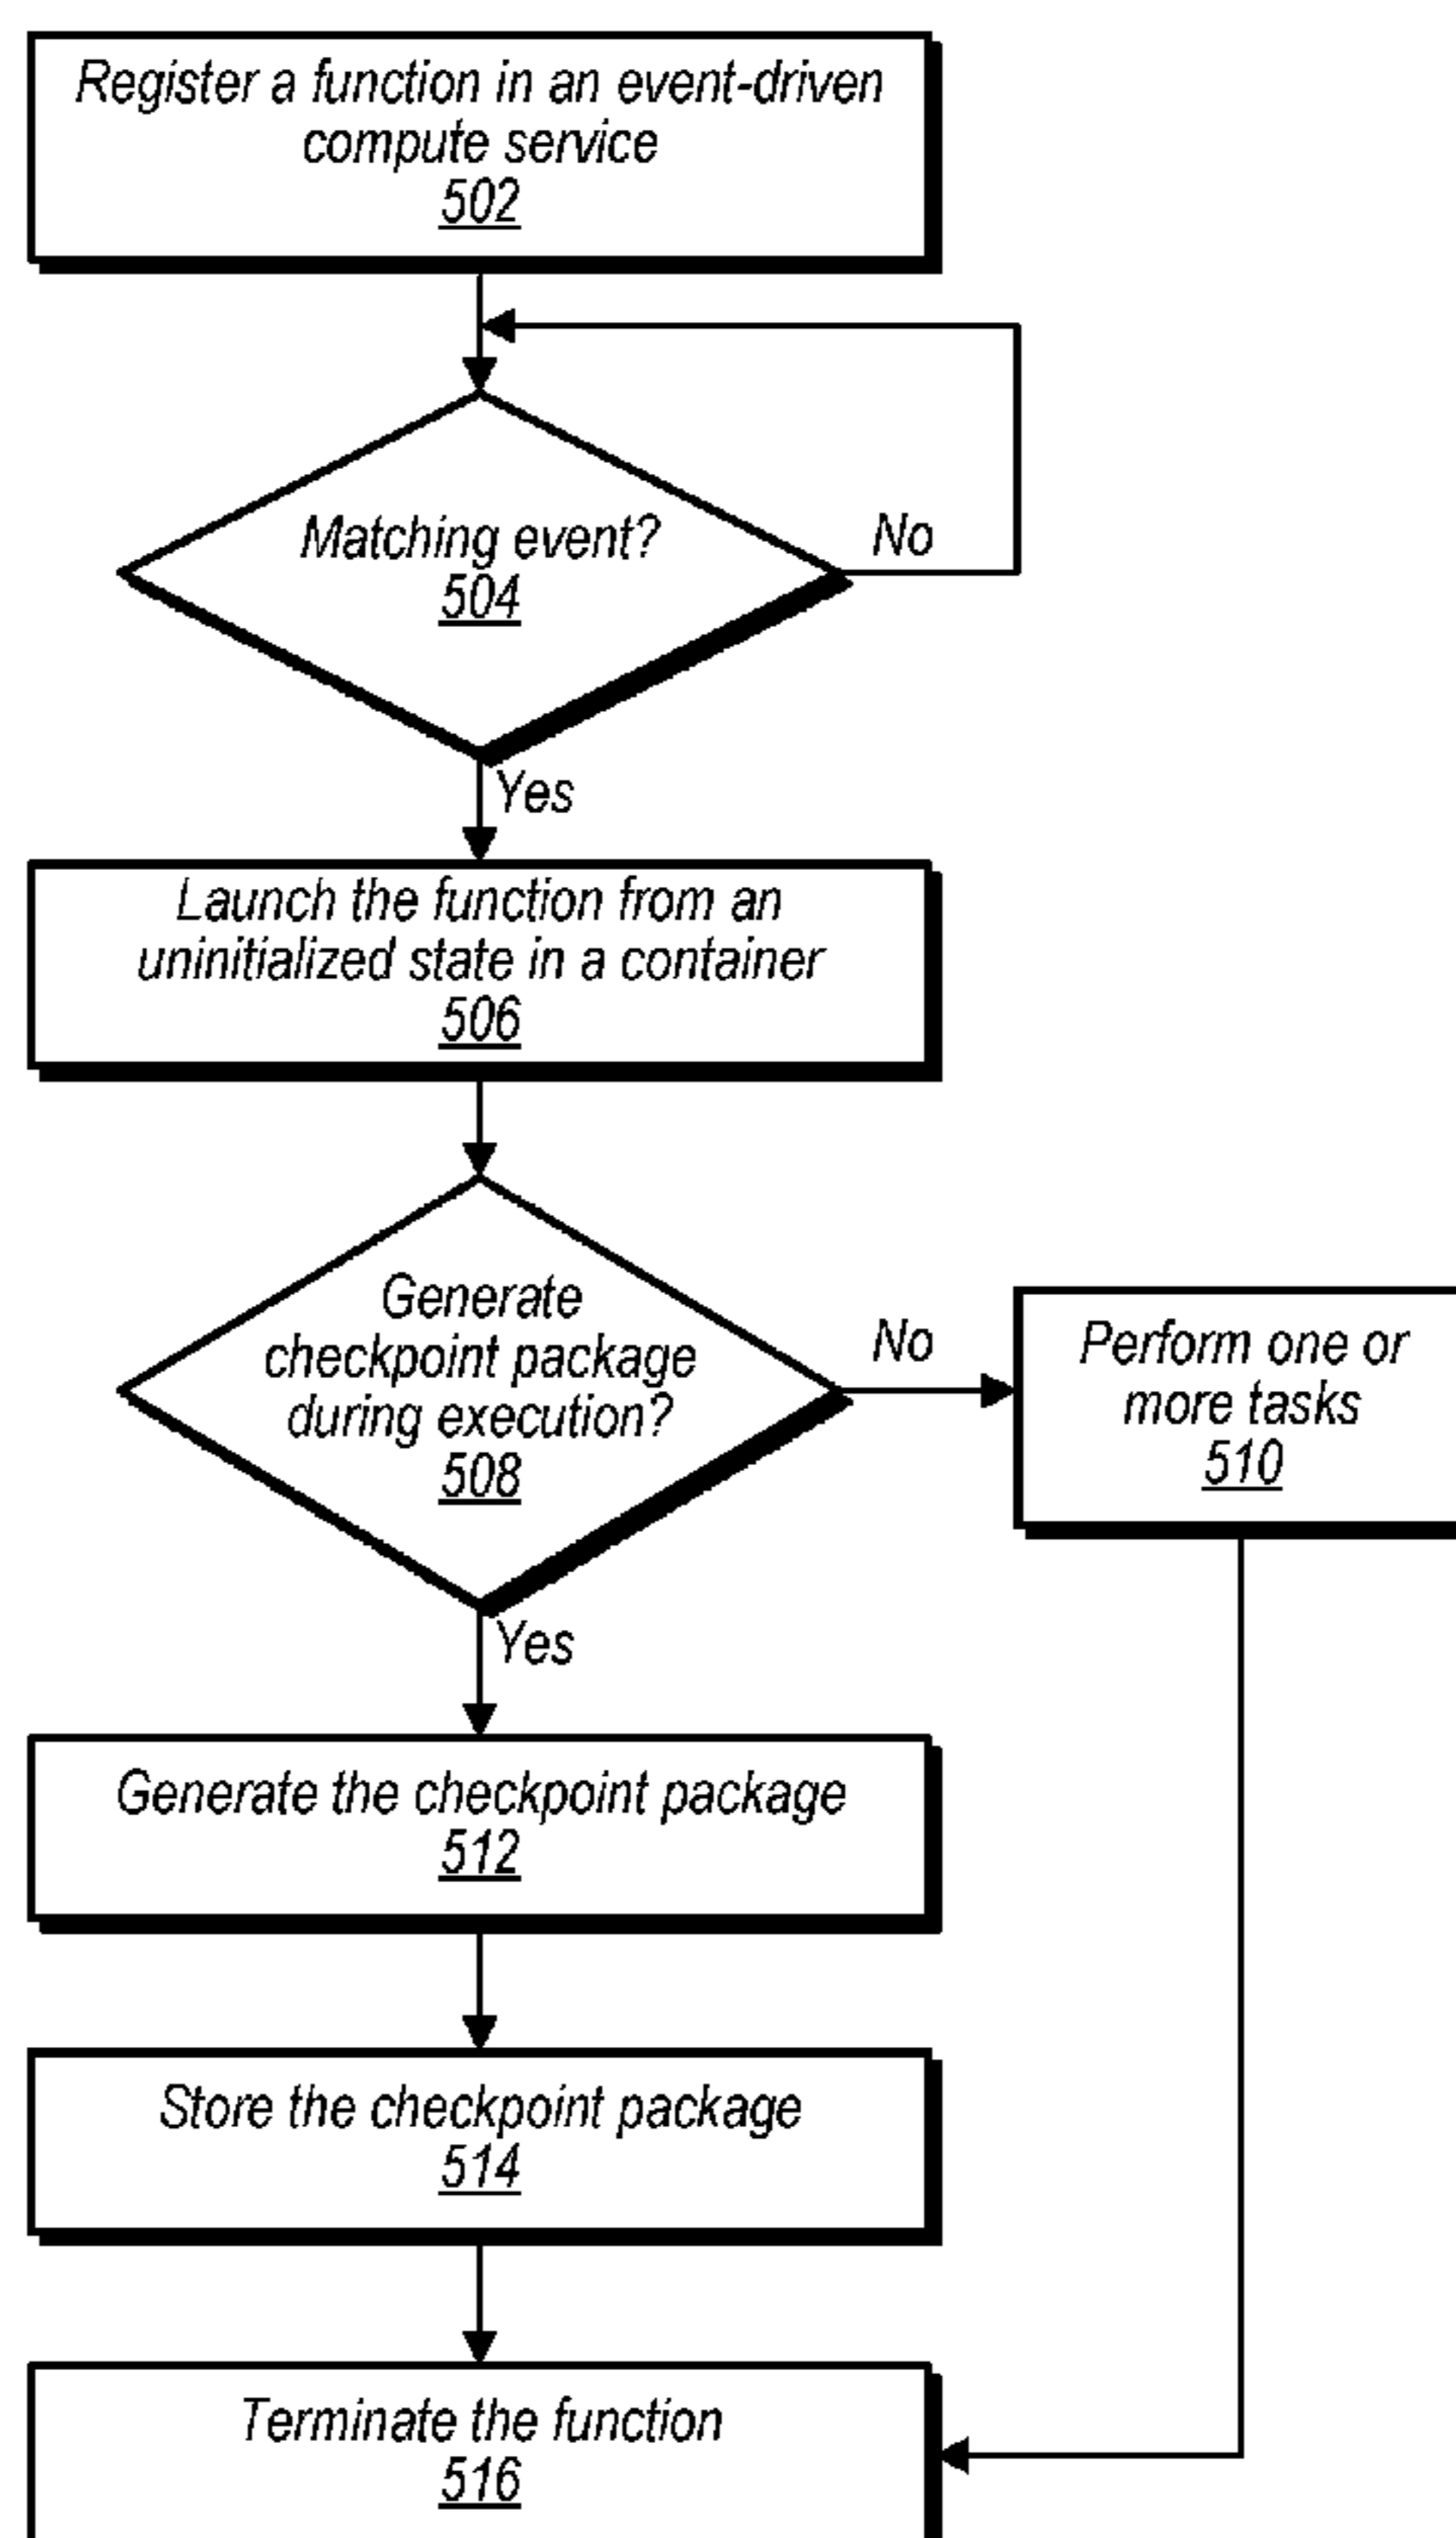 Register a function in an event-driven
compute service
502
Matching event?
504
No
Yes
Launch the function from an
uninitialized state in a container
506
Generate
checkpoint package
during execution?
508
No
Perform one or
more tasks
510
Yes
Generate the checkpoint package
512
Store the checkpoint package
514
Terminate the function
516